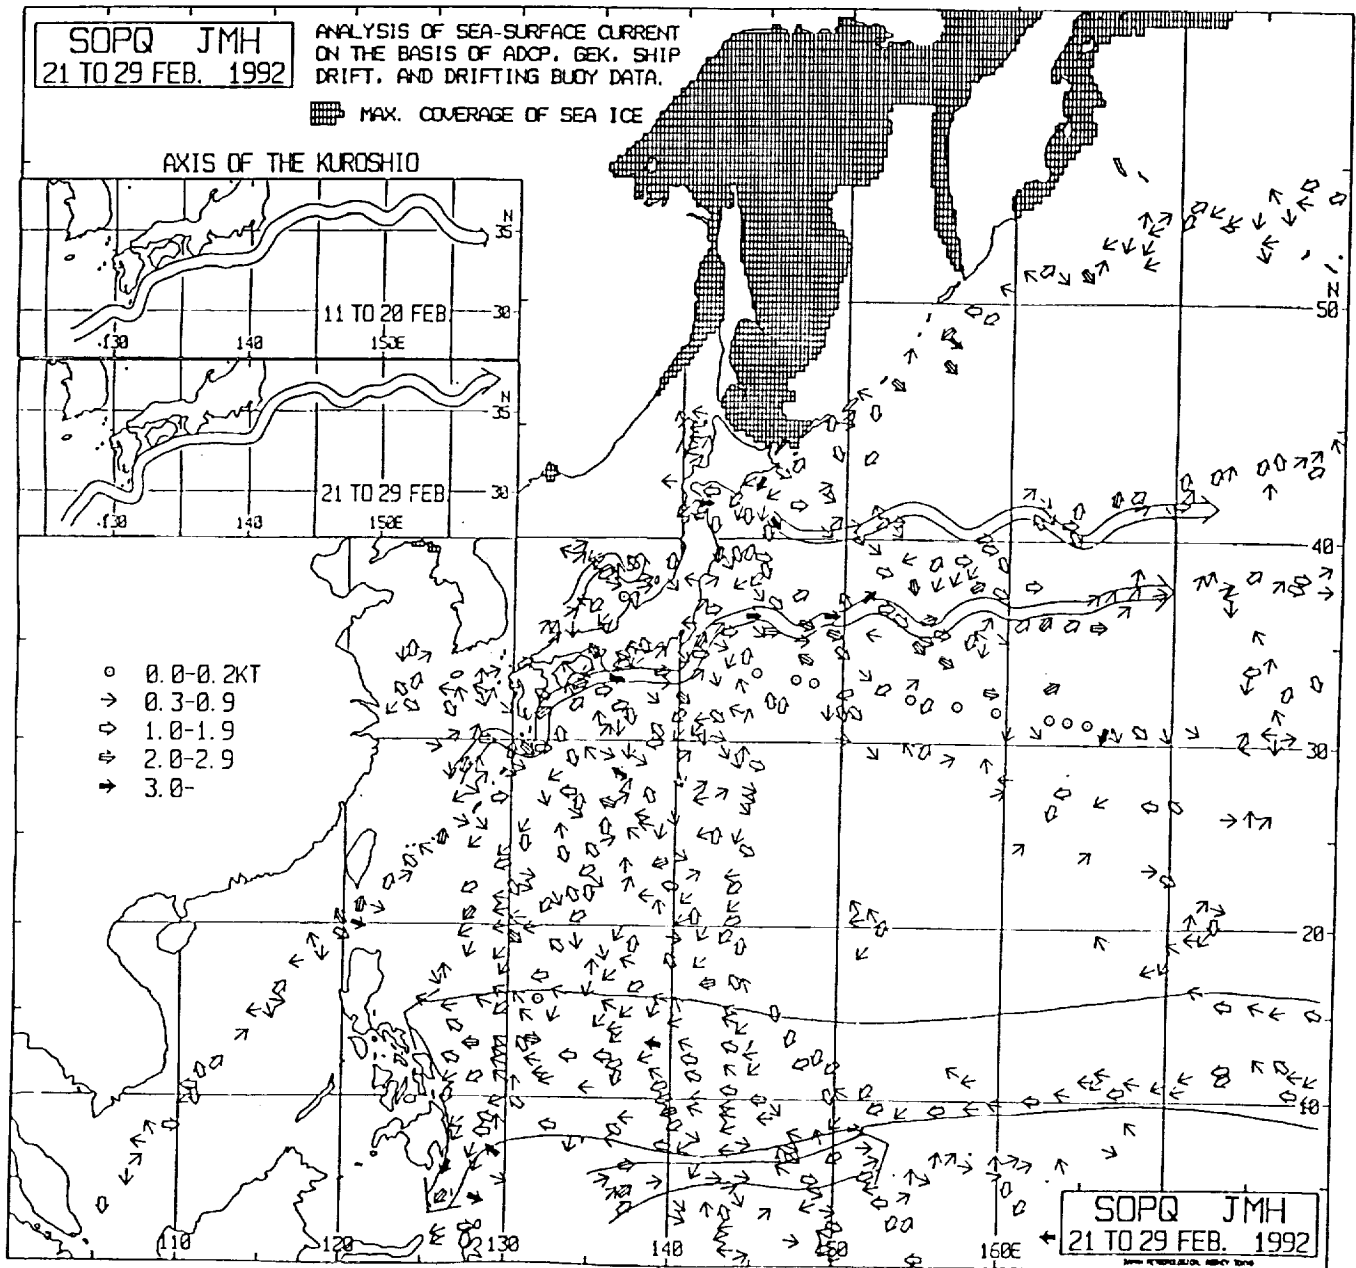 SOPQ JMH
21 TO 29 FEB. 1992
ANALYSIS OF SEA-SURFACE CURRENT
ON THE BASIS OF ADCP, GEK, SHIP
DRIFT, AND DRIFTING BUOY DATA.
MAX. COVERAGE OF SEA ICE
AXIS OF THE KUROSHIO
N
35
11 TO 20 FEB
30
130 140 150E
N
35
21 TO 29 FEB
30
130 140 150E
N
50
40
0.0-0.2KT
0.3-0.9
1.0-1.9
2.0-2.9
3.0-
30
20
10
110 120 130 140 150 160E
SOPQ JMH
21 TO 29 FEB. 1992
JAPAN METEOROLOGICAL AGENCY TOKYO